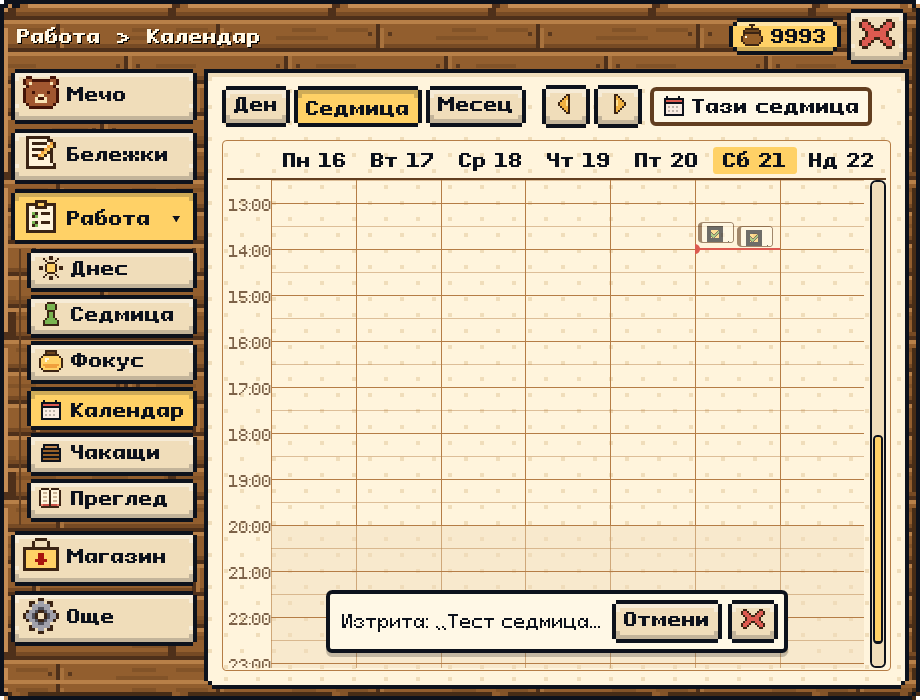 Работа > Календар
9993
Мечо
Бележки
Работа
Днес
Седмица
Фокус
Календар
Чакащи
Преглед
Магазин
Още
Ден
Седмица
Месец
Тази седмица
Пн 16
Вт 17
Ср 18
Чт 19
Пт 20
Сб 21
Нд 22
13:00
14:00
15:00
16:00
17:00
18:00
19:00
20:00
21:00
22:00
23:00
Изтрита: „Тест седмица...
Отмени